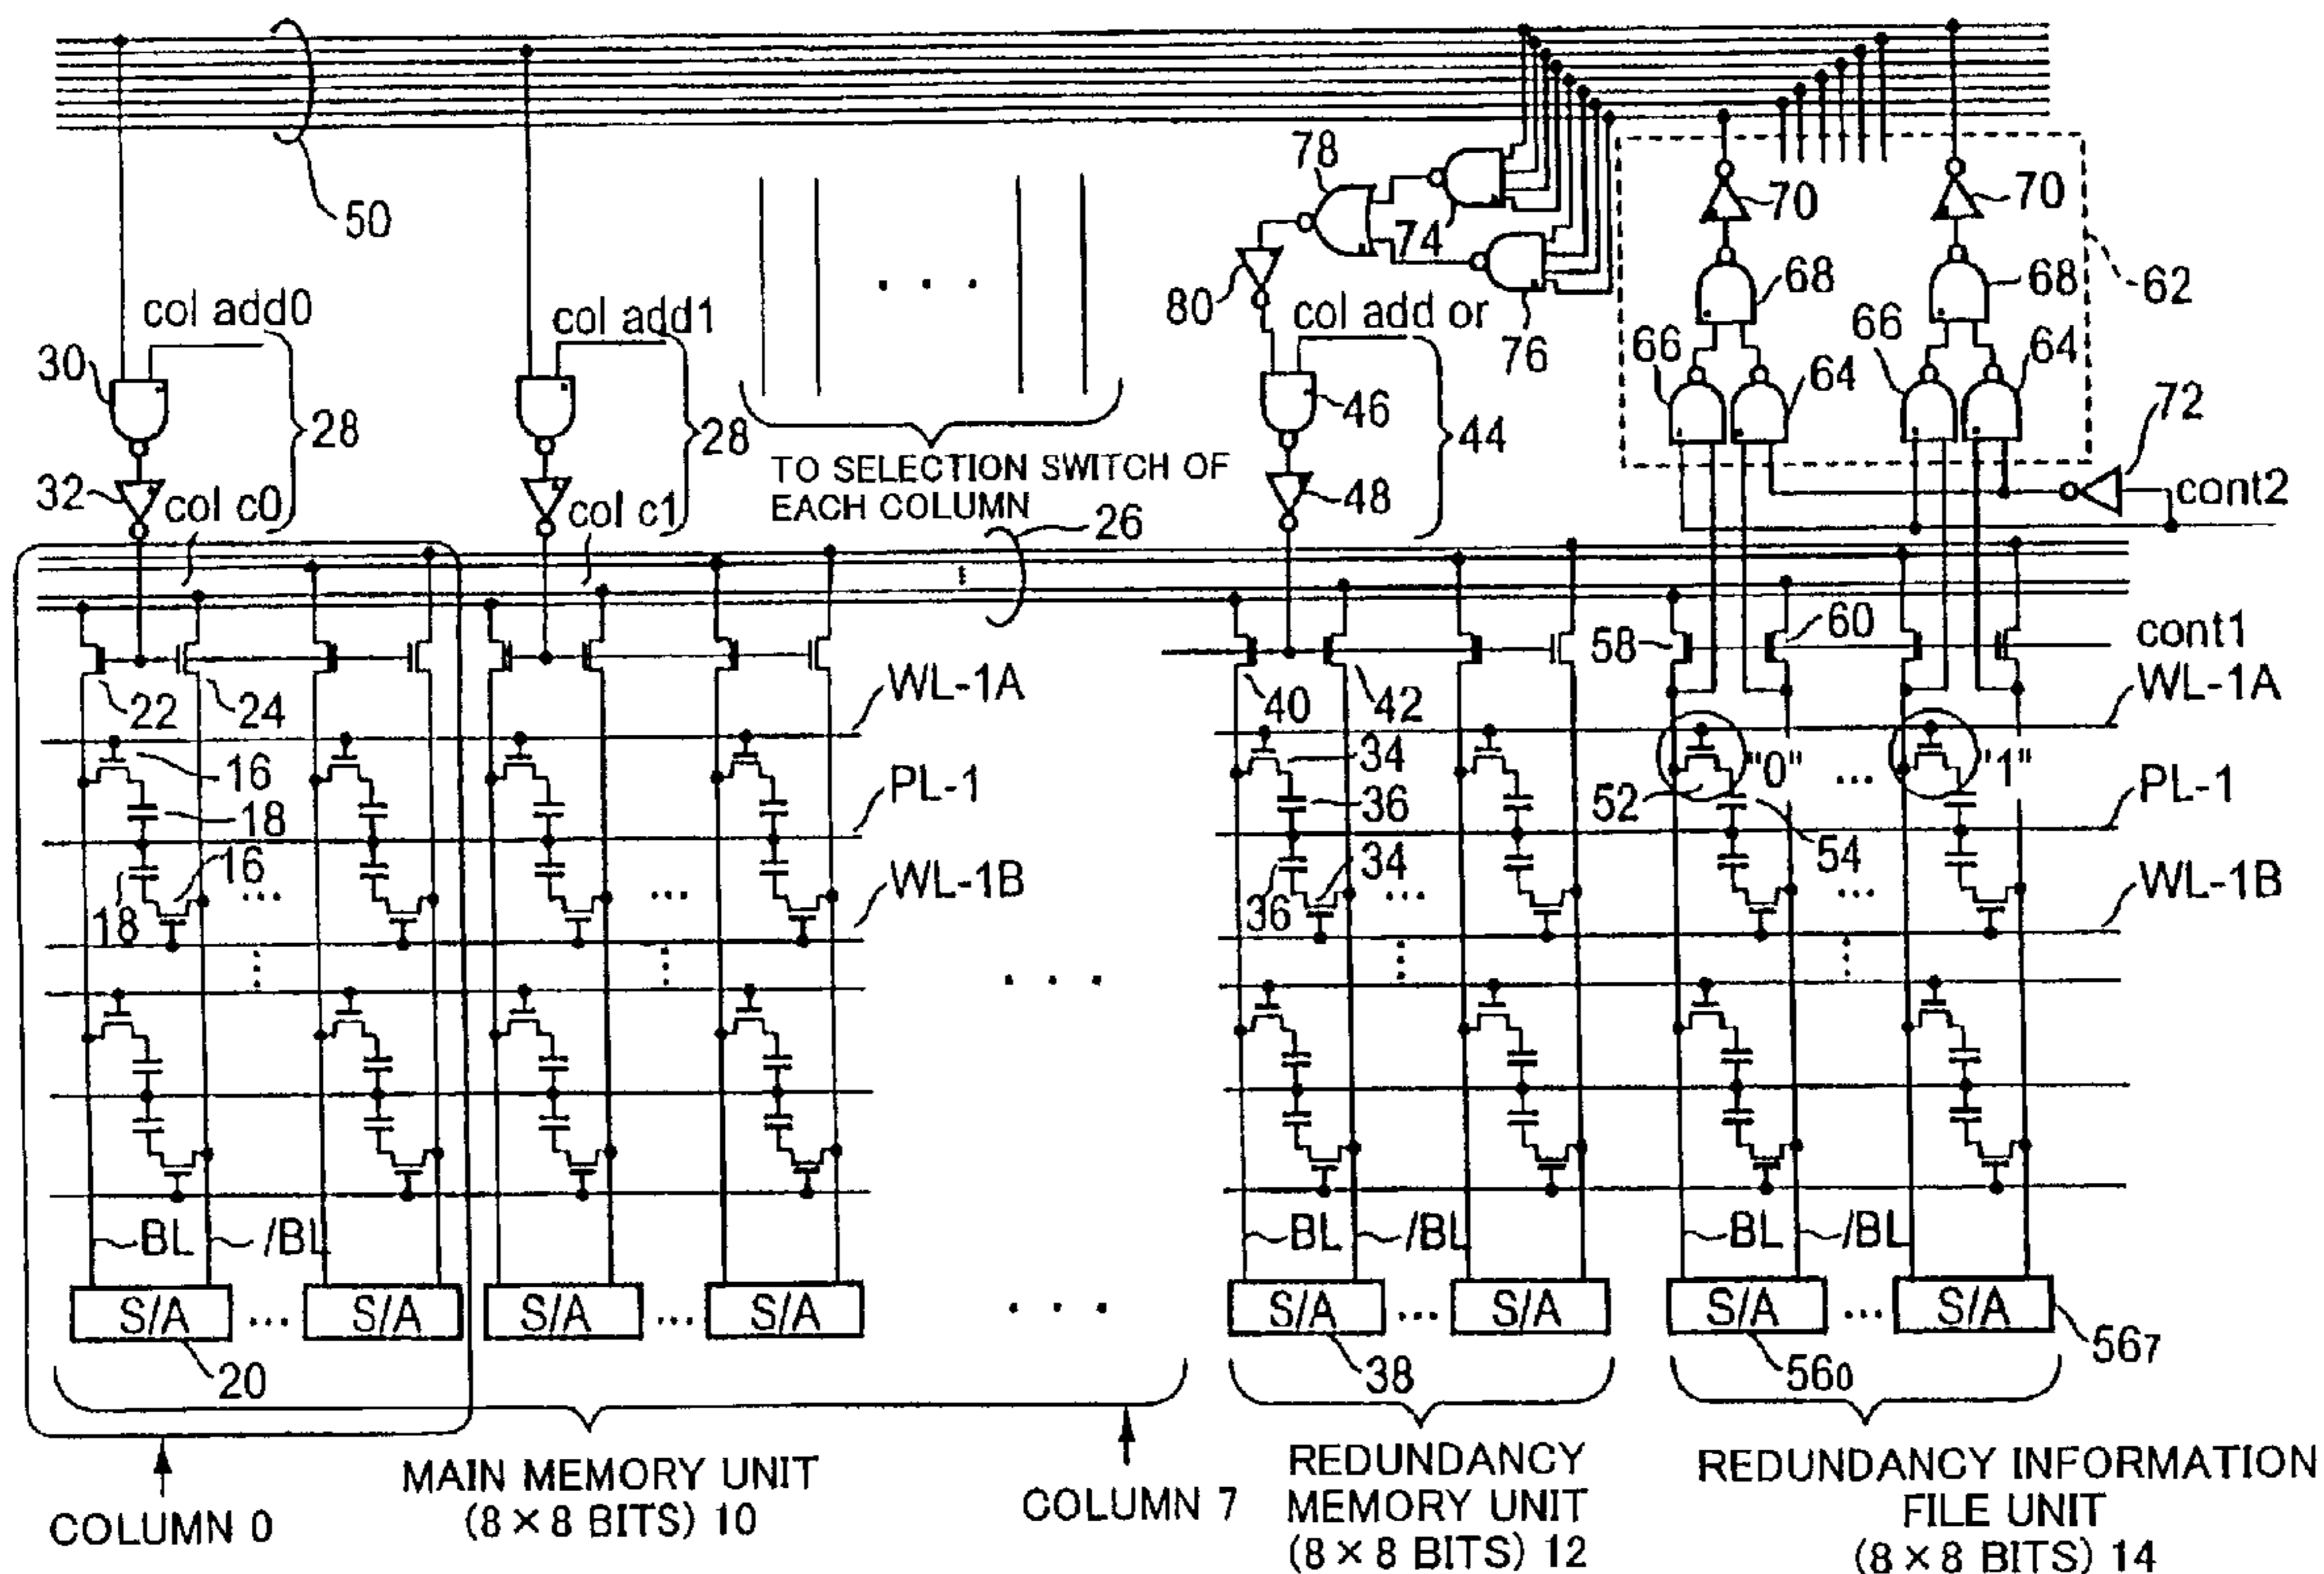 50
78
74
70
70
62
80
68
68
col add0
col add1
col add or
76
66
64
66
64
30
28
28
46
44
72
TO SELECTION SWITCH OF
EACH COLUMN
32
col c0
col c1
48
cont2
26
58
60
cont1
22
24
WL-1A
40
42
WL-1A
16
34
"0"
...
"1"
18
PL-1
36
52
PL-1
16
34
54
18
...
...
WL-1B
36
...
...
WL-1B
. . .
BL
/BL
BL
/BL
BL
/BL
S/A
...
S/A
S/A
...
S/A
. . .
S/A
...
S/A
S/A
...
S/A
20
38
560
567
COLUMN 0
MAIN MEMORY UNIT
(8 × 8 BITS) 10
COLUMN 7
REDUNDANCY
MEMORY UNIT
(8 × 8 BITS) 12
REDUNDANCY INFORMATION
FILE UNIT
(8 × 8 BITS) 14